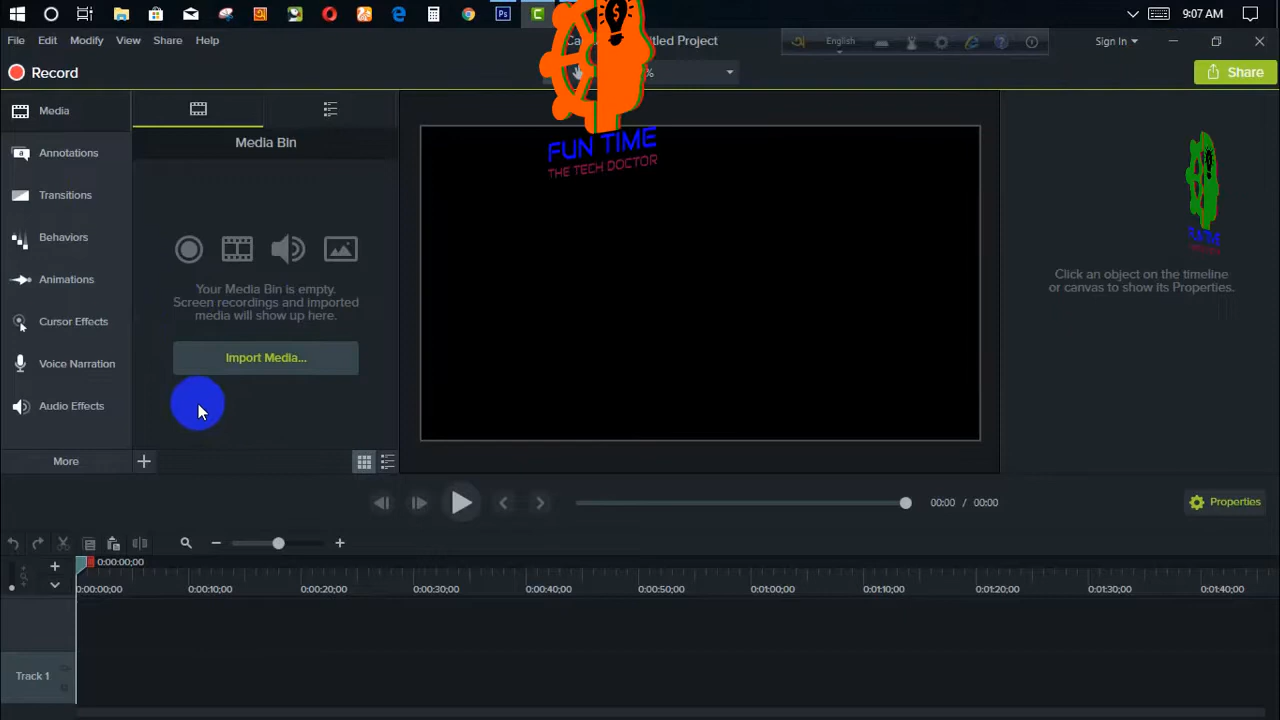 9:07 AM
File Edit Modify View Share Help
Ca
titled Project
English
Sign In
Record
%
Share
Media
Annotations
Transitions
Behaviors
Animations
Cursor Effects
Voice Narration
Audio Effects
More
Media Bin
Your Media Bin is empty.
Screen recordings and imported
media will show up here.
Import Media...
FUN TIME
THE TECH DOCTOR
Click an object on the timeline
or canvas to show its Properties.
00:00 / 00:00
Properties
0:00:00;00
0:00:00;00 0:00:10;00 0:00:20;00 0:00:30;00 0:00:40;00 0:00:50;00 0:01:00;00 0:01:10;00 0:01:20;00 0:01:30;00 0:01:40;00
Track 1